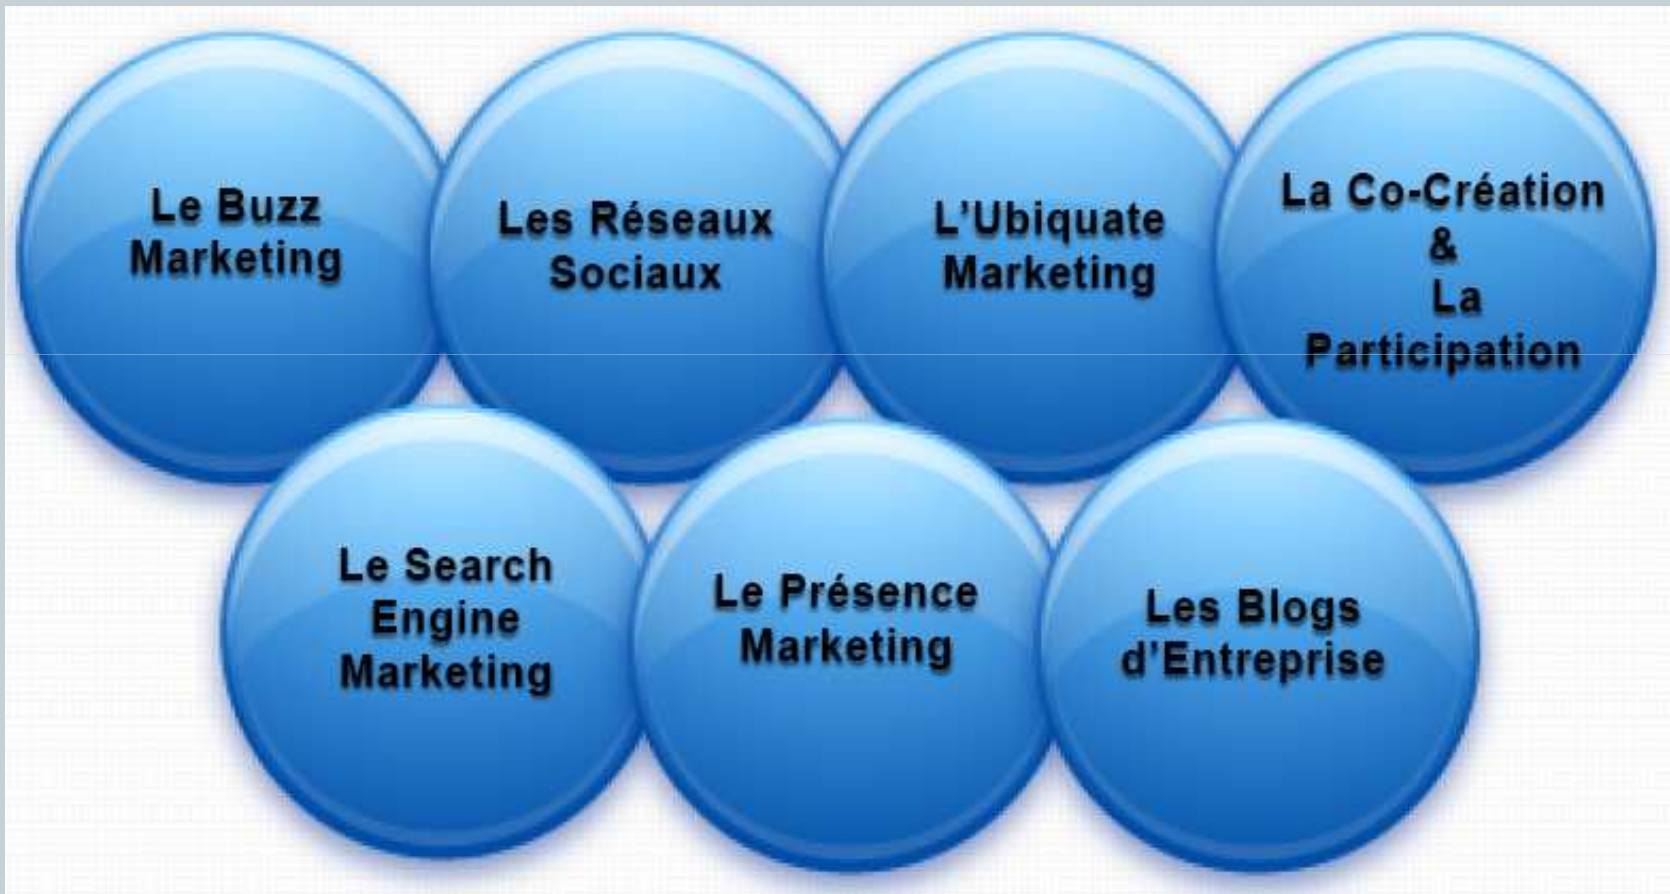 Le Buzz
Marketing
Les Réseaux
Sociaux
L'Ubiquate
Marketing
La Co-Création
&
La
Participation
Le Search
Engine
Marketing
Le Présence
Marketing
Les Blogs
d'Entreprise